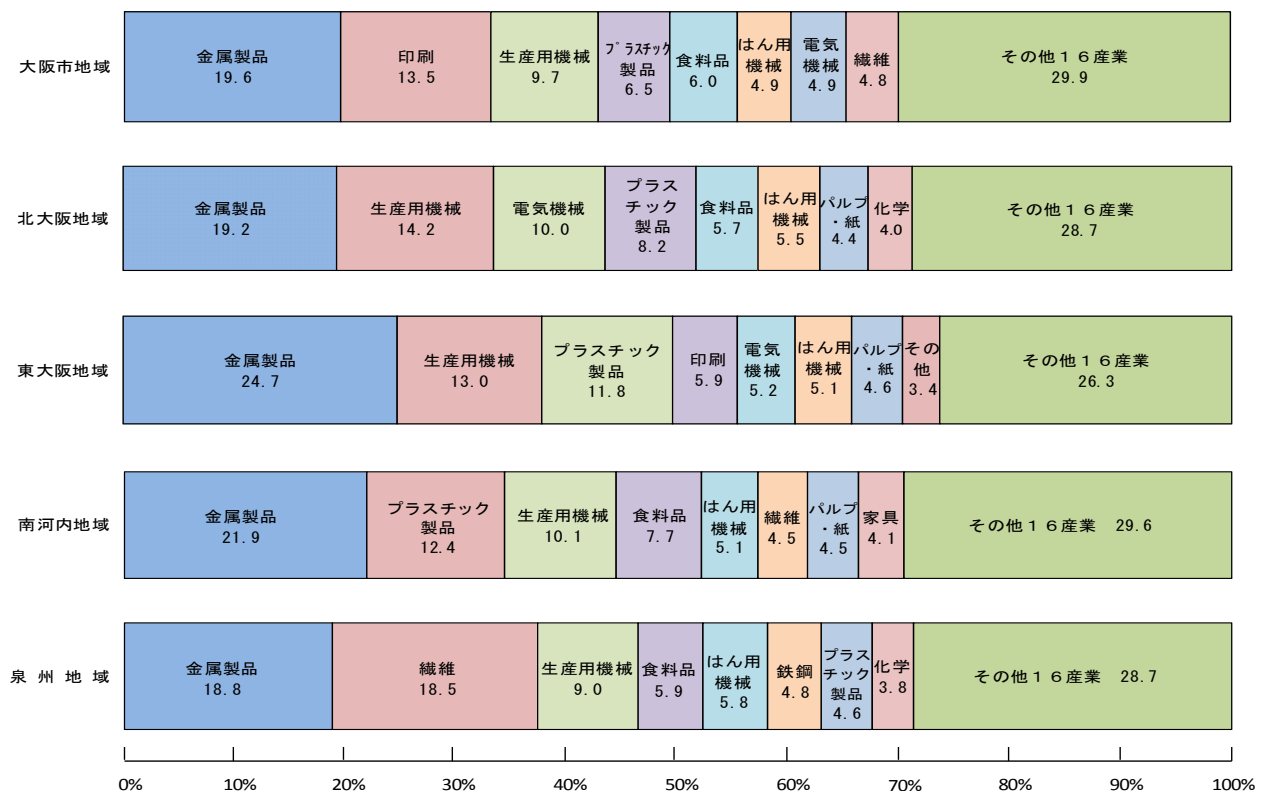 大阪市地域
金属製品
19.6
印刷
13.5
生産用機械
9.7
プラスチック
製品
6.5
食料品
6.0
はん用
機械
4.9
電気
機械
4.9
繊維
4.8
その他１６産業
29.9
北大阪地域
金属製品
19.2
生産用機械
14.2
電気機械
10.0
プラス
チック
製品
8.2
食料品
5.7
はん用
機械
5.5
パルプ
・紙
4.4
化学
4.0
その他１６産業
28.7
東大阪地域
金属製品
24.7
生産用機械
13.0
プラスチック
製品
11.8
印刷
5.9
電気
機械
5.2
はん用
機械
5.1
パルプ
・紙
4.6
その
他
3.4
その他１６産業
26.3
南河内地域
金属製品
21.9
プラスチック
製品
12.4
生産用機械
10.1
食料品
7.7
はん用
機械
5.1
繊維
4.5
パルプ
・紙
4.5
家具
4.1
その他１６産業 29.6
泉州地域
金属製品
18.8
繊維
18.5
生産用機械
9.0
食料品
5.9
はん用
機械
5.8
鉄鋼
4.8
プラス
チック
製品
4.6
化学
3.8
その他１６産業 28.7
0% 10% 20% 30% 40% 50% 60% 70% 80% 90% 100%